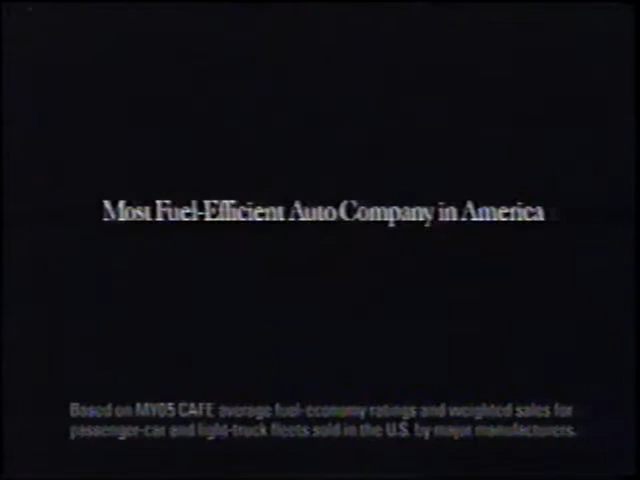 Most Fuel-Efficient Auto Company in America
Based on MY05 CAFE average fuel-economy ratings and weighted sales for
passenger-car and light-truck fleets sold in the U.S. by major manufacturers.